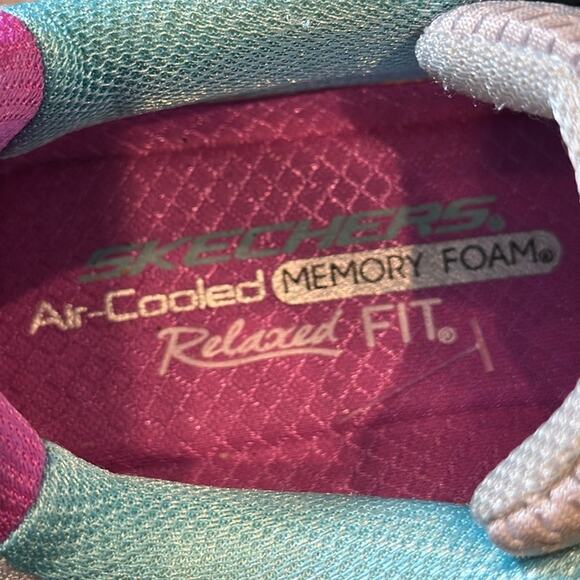 SKECHERS®
Air-Cooled MEMORY FOAM®
Relaxed FIT®